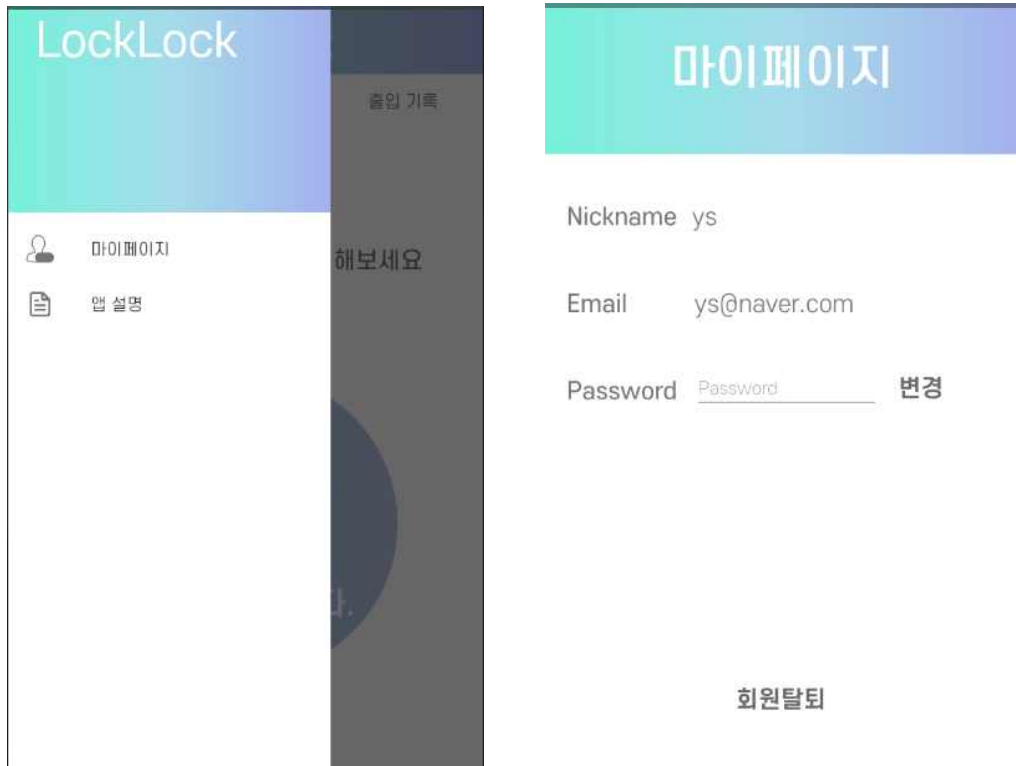 LockLock
출입 기록
마이페이지
해보세요
앱 설명
다.
마이페이지
Nickname ys
Email ys@naver.com
Password Password 변경
회원탈퇴